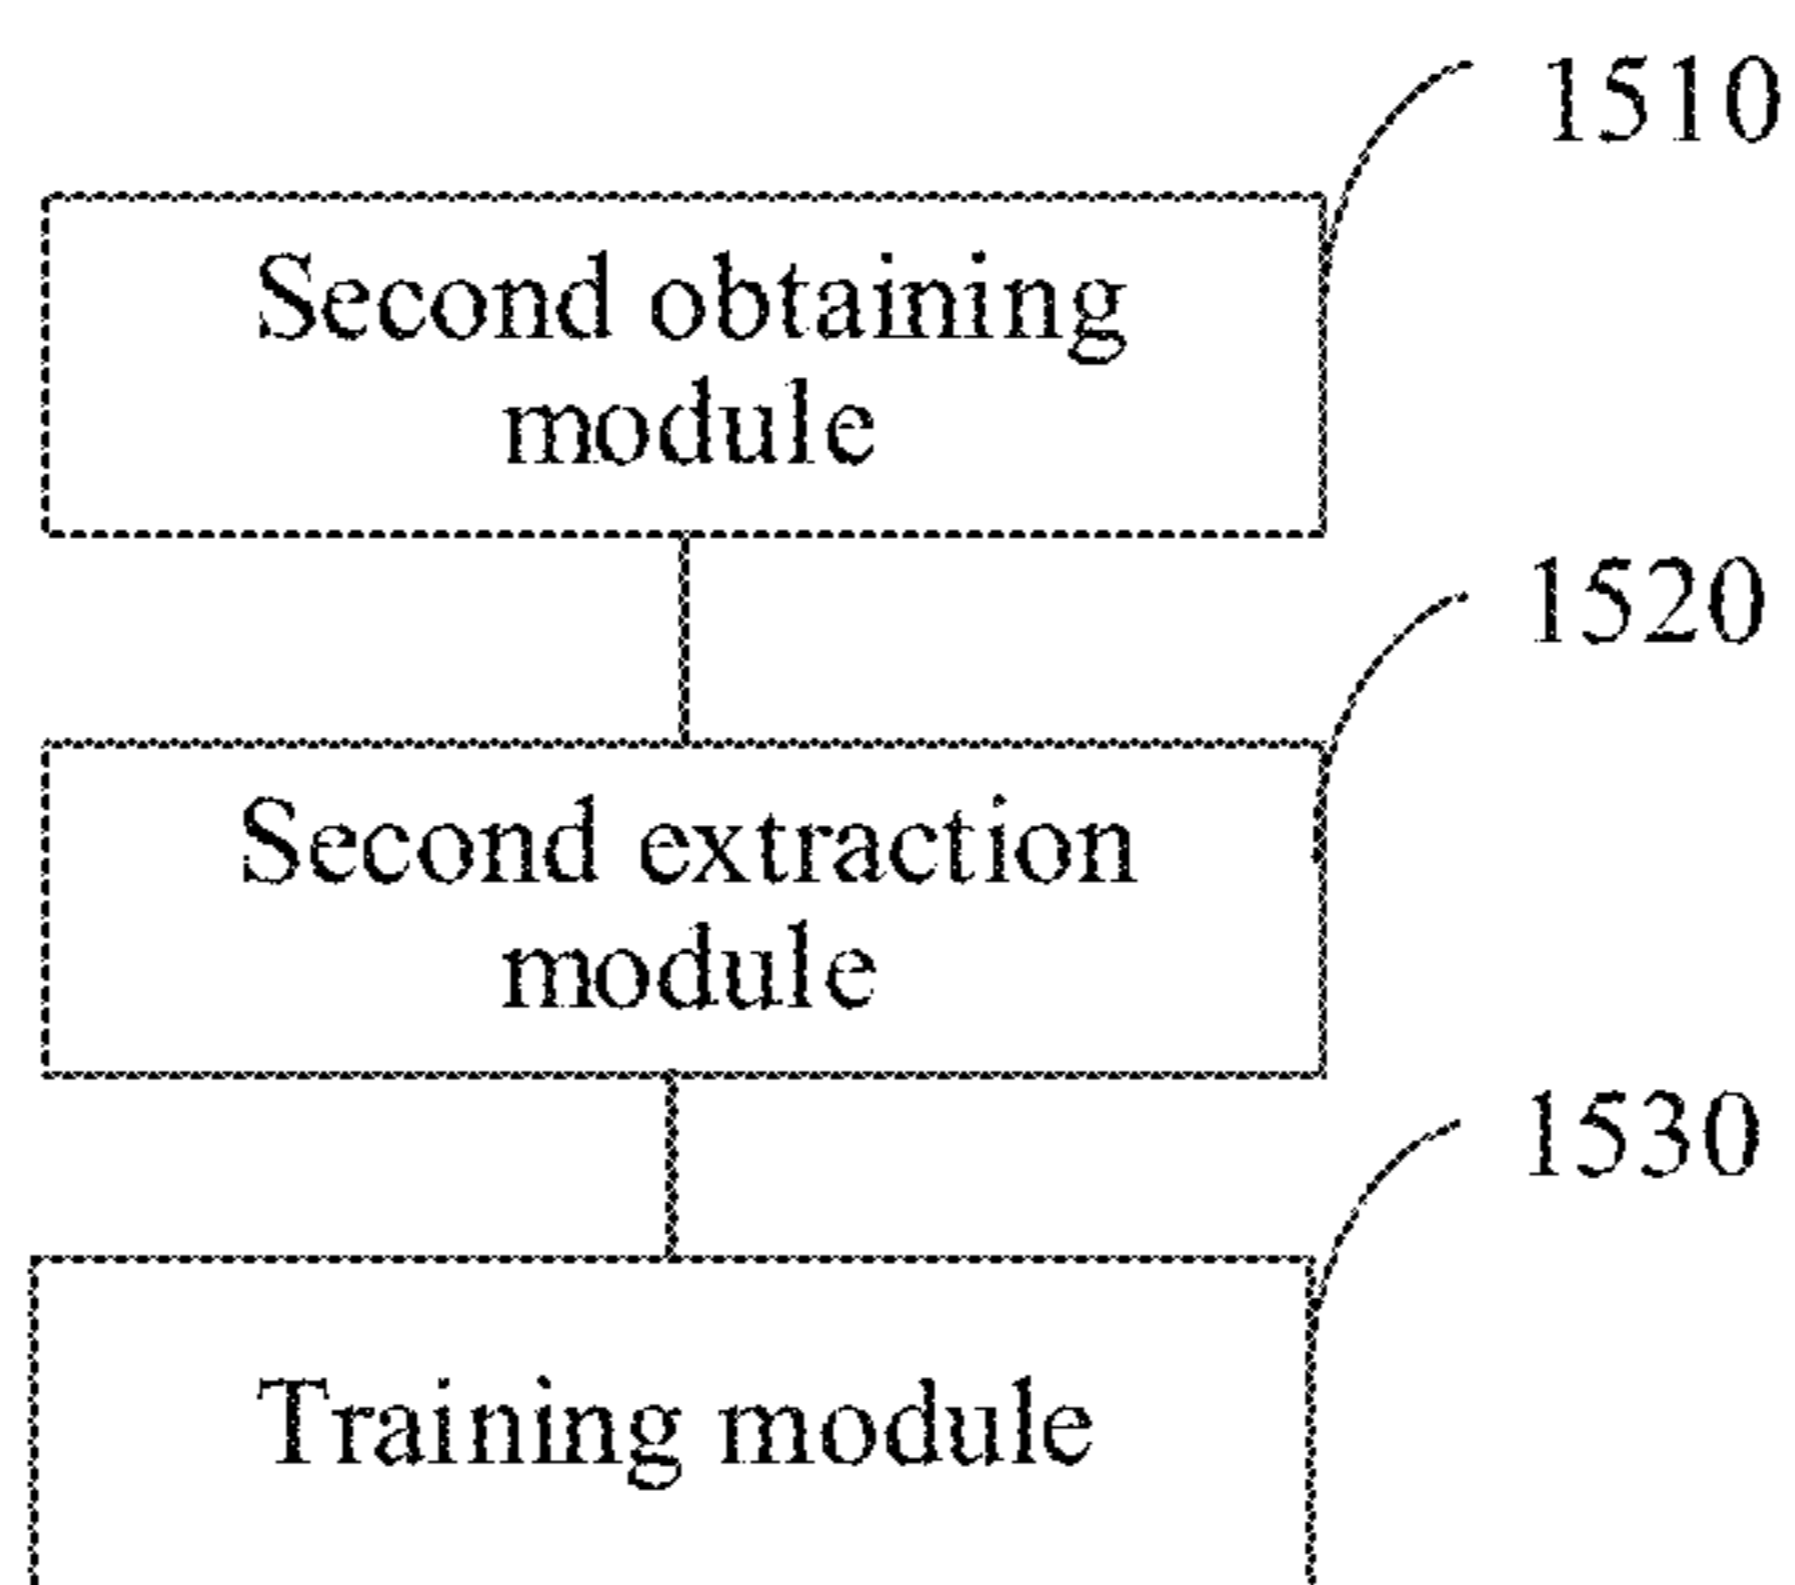 1510
Second obtaining
module
1520
Second extraction
module
1530
Training module